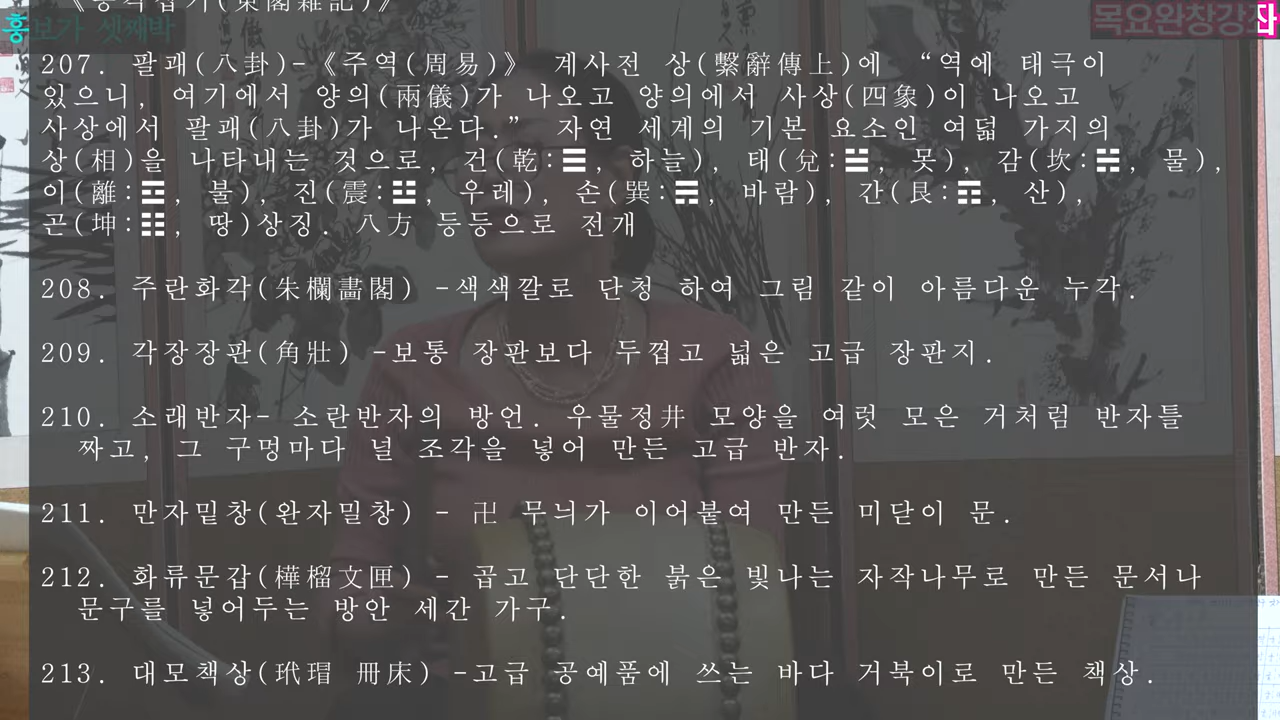 《동각잡기(東閣雜記)》
흥보가 셋째박
목요완창강좌
207. 팔괘(八卦)-《주역(周易)》 계사전 상(繫辭傳上)에 “역에 태극이
있으니, 여기에서 양의(兩儀)가 나오고 양의에서 사상(四象)이 나오고
사상에서 팔괘(八卦)가 나온다.” 자연 세계의 기본 요소인 여덟 가지의
상(相)을 나타내는 것으로, 건(乾:☰, 하늘), 태(兌:☱, 못), 감(坎:☵, 물),
이(離:☲, 불), 진(震:☳, 우레), 손(巽:☴, 바람), 간(艮:☶, 산),
곤(坤:☷, 땅)상징. 八方 등등으로 전개
208. 주란화각(朱欄畵閣) -색색깔로 단청 하여 그림 같이 아름다운 누각.
209. 각장장판(角壯) -보통 장판보다 두껍고 넓은 고급 장판지.
210. 소래반자- 소란반자의 방언. 우물정井 모양을 여럿 모은 거처럼 반자틀
짜고, 그 구멍마다 널 조각을 넣어 만든 고급 반자.
211. 만자밑창(완자밀창) - 卍 무늬가 이어붙여 만든 미닫이 문.
212. 화류문갑(樺榴文匣) - 곱고 단단한 붉은 빛나는 자작나무로 만든 문서나
문구를 넣어두는 방안 세간 가구.
213. 대모책상(玳瑁 冊床) -고급 공예품에 쓰는 바다 거북이로 만든 책상.